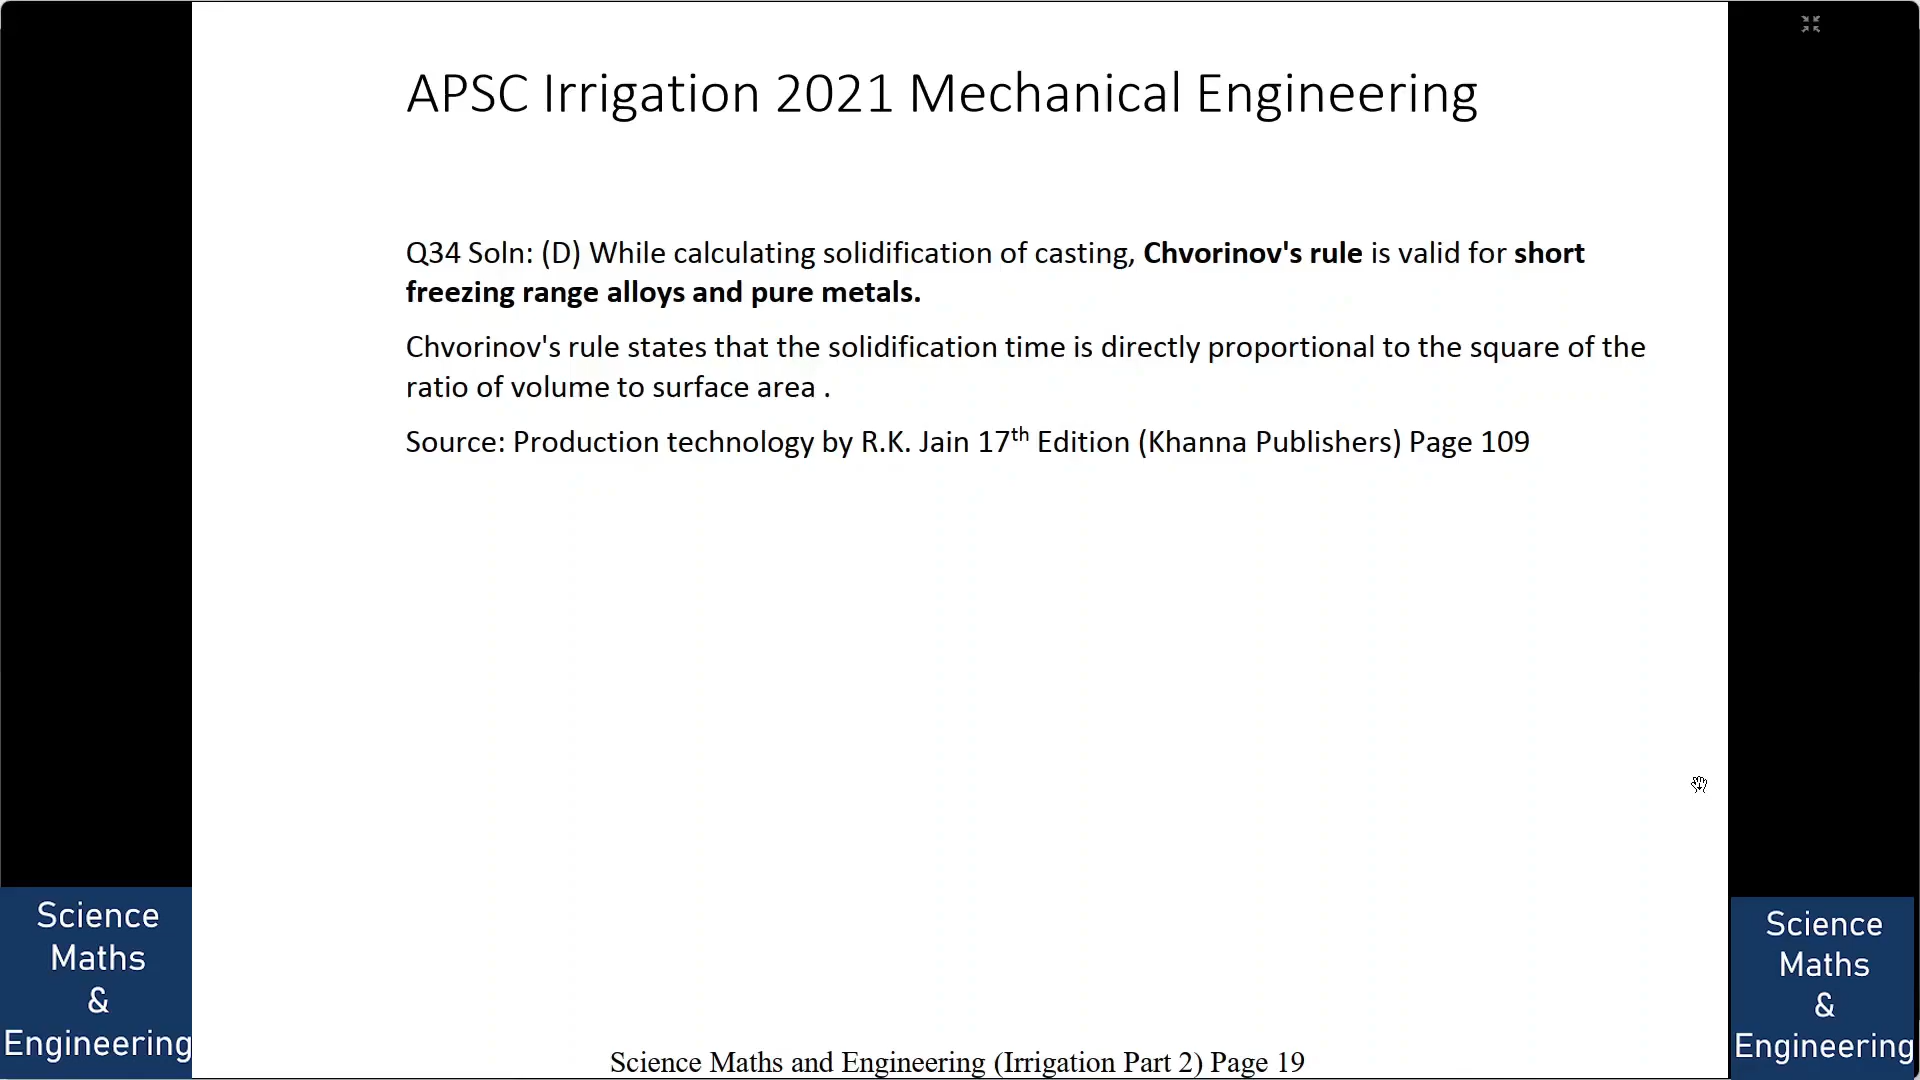 APSC Irrigation 2021 Mechanical Engineering
Q34 Soln: (D) While calculating solidification of casting, Chvorinov's rule is valid for short
freezing range alloys and pure metals.
Chvorinov's rule states that the solidification time is directly proportional to the square of the
ratio of volume to surface area .
Source: Production technology by R.K. Jain 17th Edition (Khanna Publishers) Page 109
Science
Maths
&
Engineering
Science
Maths
&
Engineering
Science Maths and Engineering (Irrigation Part 2) Page 19